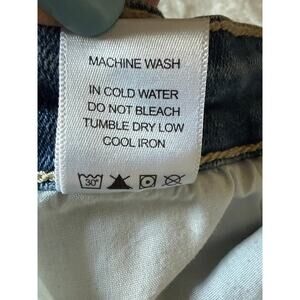 MACHINE WASH
IN COLD WATER
DO NOT BLEACH
TUMBLE DRY LOW
COOL IRON
30°